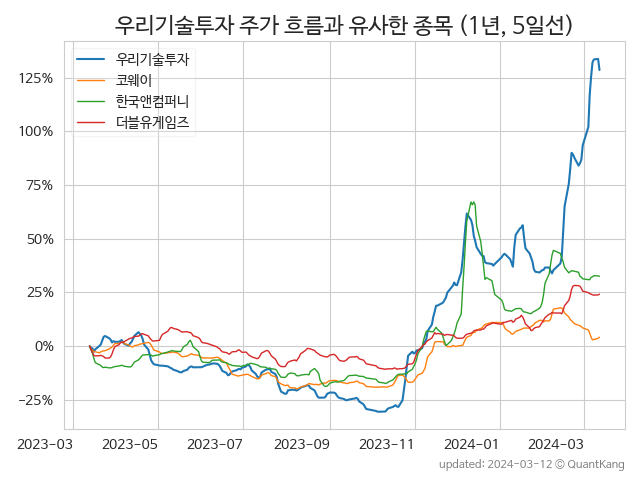 우리기술투자 주가 흐름과 유사한 종목 (1년, 5일선)
우리기술투자
코웨이
한국앤컴퍼니
더블유게임즈
125%
100%
75%
50%
25%
0%
−25%
2023-03 2023-05 2023-07 2023-09 2023-11 2024-01 2024-03
updated: 2024-03-12 © QuantKang